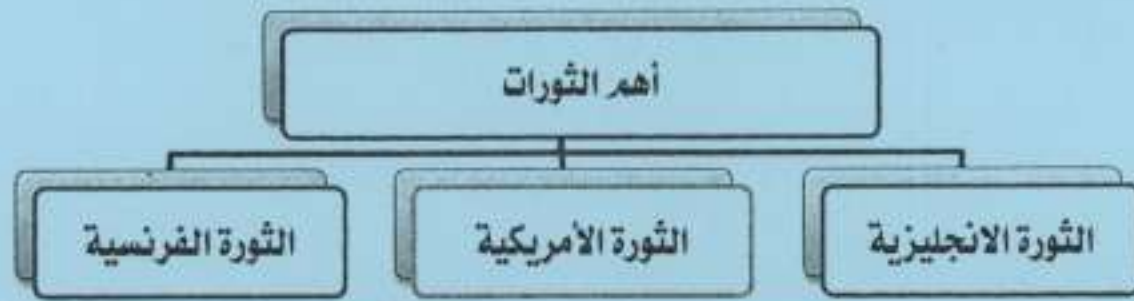 أهم الثورات
الثورة الانجليزية
الثورة الأمريكية
الثورة الفرنسية